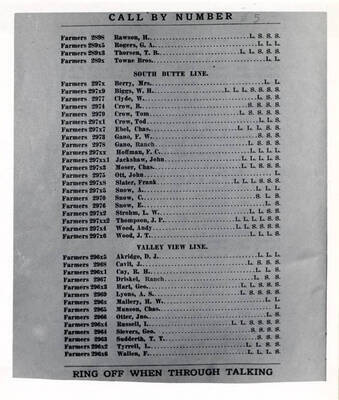 CALL BY NUMBER
Farmers 2898 Rawson, H. L. S. S. S.
Farmers 289x5 Rogers, G. A. L. L. L.
Farmers 289x3 Thorsen, T. B. L. L. S. S. S.
Farmers 289x Towne Bros. L. L.
SOUTH BUTTE LINE.
Farmers 297x Berry, Mrs. L. L.
Farmers 297x9 Biggs, W. H. L. L. L. S. S. S. S.
Farmers 2977 Clyde, W. L. S. S.
Farmers 2974 Crow, R. S. S. S. S.
Farmers 2979 Crow, Tom L. S. S. S. S.
Farmers 297x1 Crow, Tod L. L. S.
Farmers 297x7 Ebel, Chas. L. L. L. S. S.
Farmers 2973 Gano, F. W. S. S. S.
Farmers 2978 Gano, Ranch L. S. S. S.
Farmers 297xx Hoffman, F. C. L. L. L. L.
Farmers 297xx1 Jackshaw, John L. L. L. L. S.
Farmers 297x3 Moser, Chas. L. L. S. S. S.
Farmers 2975 Ott, John L.
Farmers 297x8 Slater, Frank L. L. L. S. S. S.
Farmers 297x5 Snow, A. L. L. L.
Farmers 2970 Snow, C. S. L. S.
Farmers 2976 Snow, E. L. S.
Farmers 297x2 Strohm, L. W. L. L. S. S.
Farmers 297xx2 Thompson, J. P. L. L. L. L. S. S.
Farmers 297x4 Wood, Andy L. L. S. S. S. S.
Farmers 297x6 Wood, J. T. L. L. L. S.
VALLEY VIEW LINE.
Farmers 296x5 Akridge, D. J. L. L. L.
Farmers 2968 Cavit, J. L. S. S. S.
Farmers 296x1 Cay, R. H. L. L. S.
Farmers 2967 Driskel, Ranch L. S. S.
Farmers 296x3 Hart, Geo. L. L. S. S. S.
Farmers 2969 Lyons, A. S. L. S. S. S. S.
Farmers 296x Mallery, H. W. L. L.
Farmers 2965 Munson, Chas. L.
Farmers 2966 Otter, Jno. L. S.
Farmers 296x4 Russell, I. L. L. S. S. S. S.
Farmers 2964 Sievers, Geo. S. S. S. S.
Farmers 2963 Sudderth, T. T. S. S. S.
Farmers 296x2 Tyrrell, L. L. L. S. S.
Farmers 296x6 Wallen, F. L. L. L. S.
RING OFF WHEN THROUGH TALKING